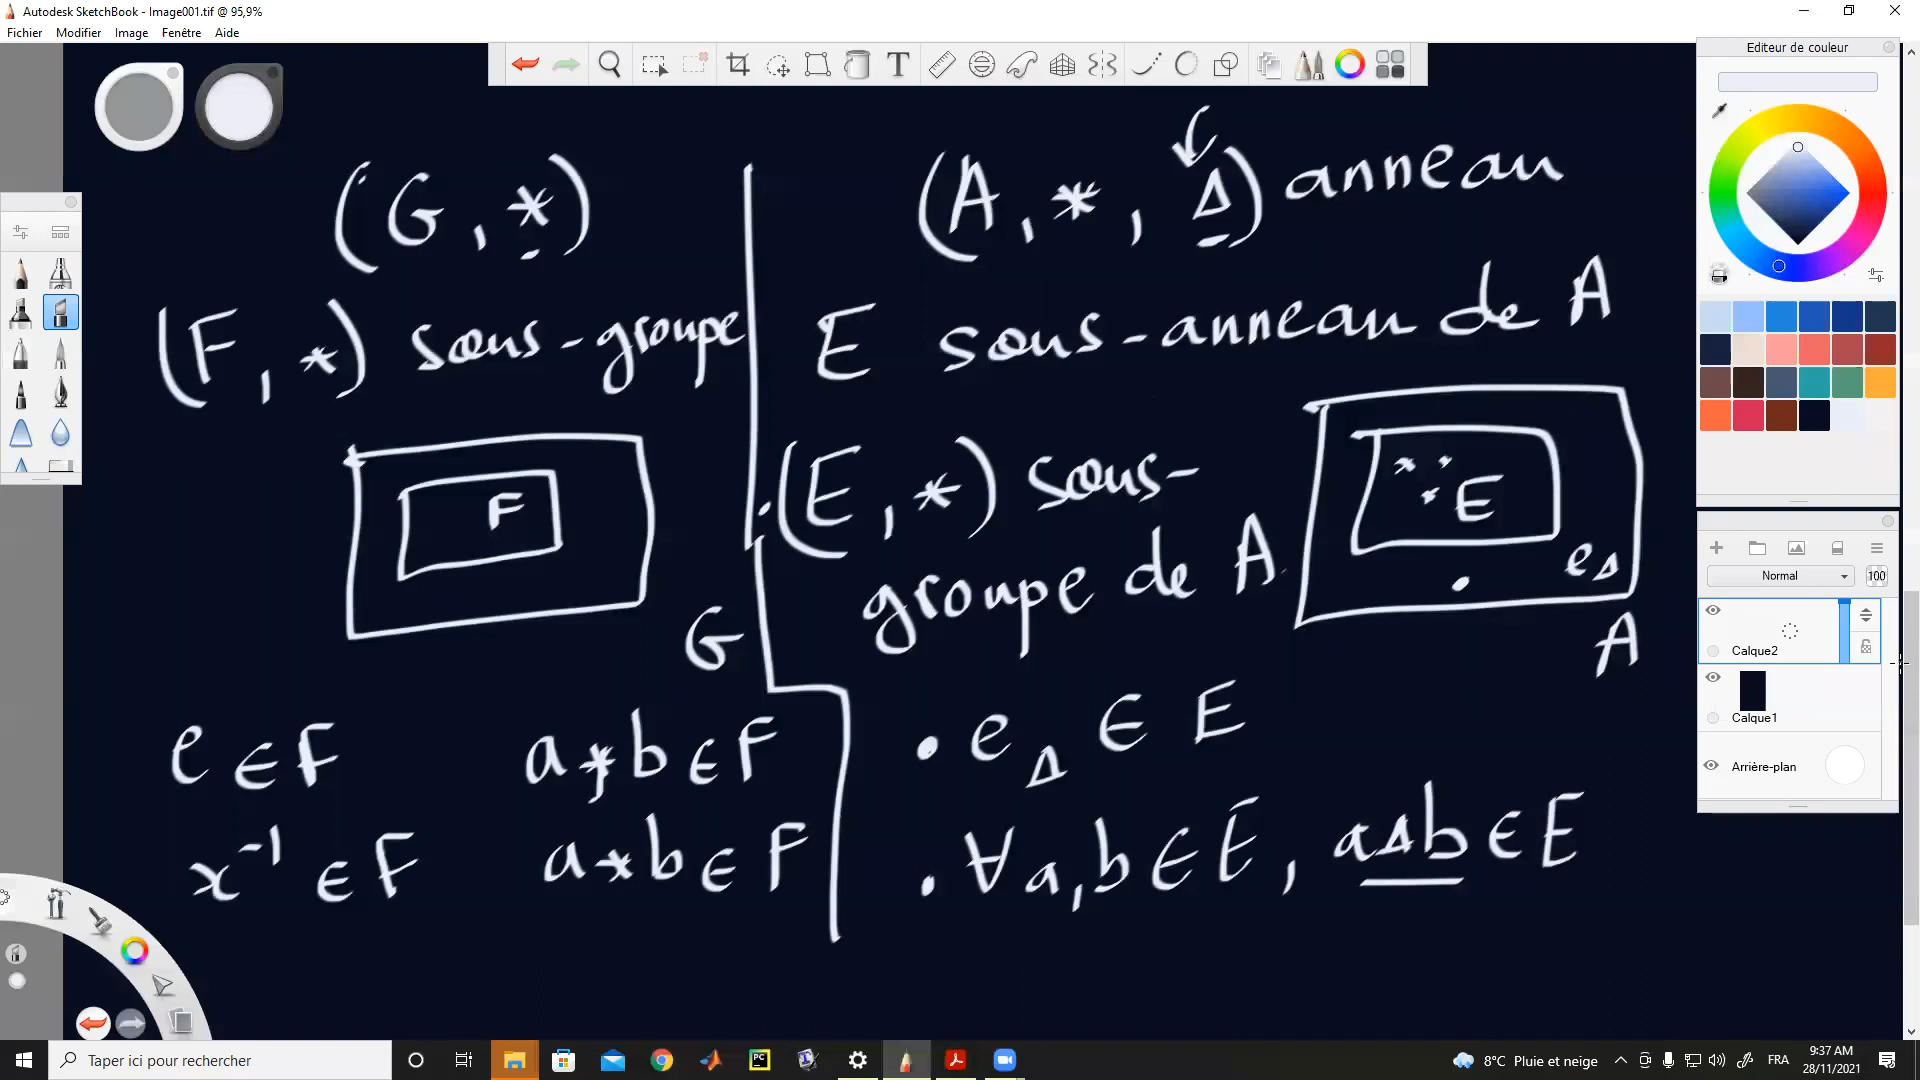 Autodesk SketchBook - Image001.tif @ 95,9%
Fichier Modifier Image Fenêtre Aide
Editeur de couleur
(G, *)
(F, *) sous-groupe
F
G
e ∈ F a * b ∈ F
x⁻¹ ∈ F a * b ∈ F
(A, *, Δ) anneau
E sous-anneau de A
• (E, *) sous-
groupe de A
E
e_Δ
A
• e_Δ ∈ E
• ∀ a, b ∈ E, a Δ b ∈ E
Normal 100
Calque2
Calque1
Arrière-plan
Taper ici pour rechercher
8°C Pluie et neige
FRA
9:37 AM
28/11/2021